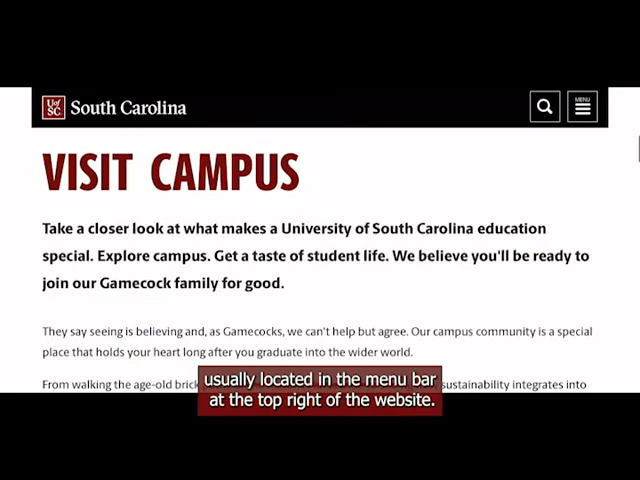 UofSC South Carolina
MENU
VISIT CAMPUS
Take a closer look at what makes a University of South Carolina education
special. Explore campus. Get a taste of student life. We believe you'll be ready to
join our Gamecock family for good.
They say seeing is believing and, as Gamecocks, we can't help but agree. Our campus community is a special
place that holds your heart long after you graduate into the wider world.
From walking the age-old brick sustainability integrates into
usually located in the menu bar
at the top right of the website.